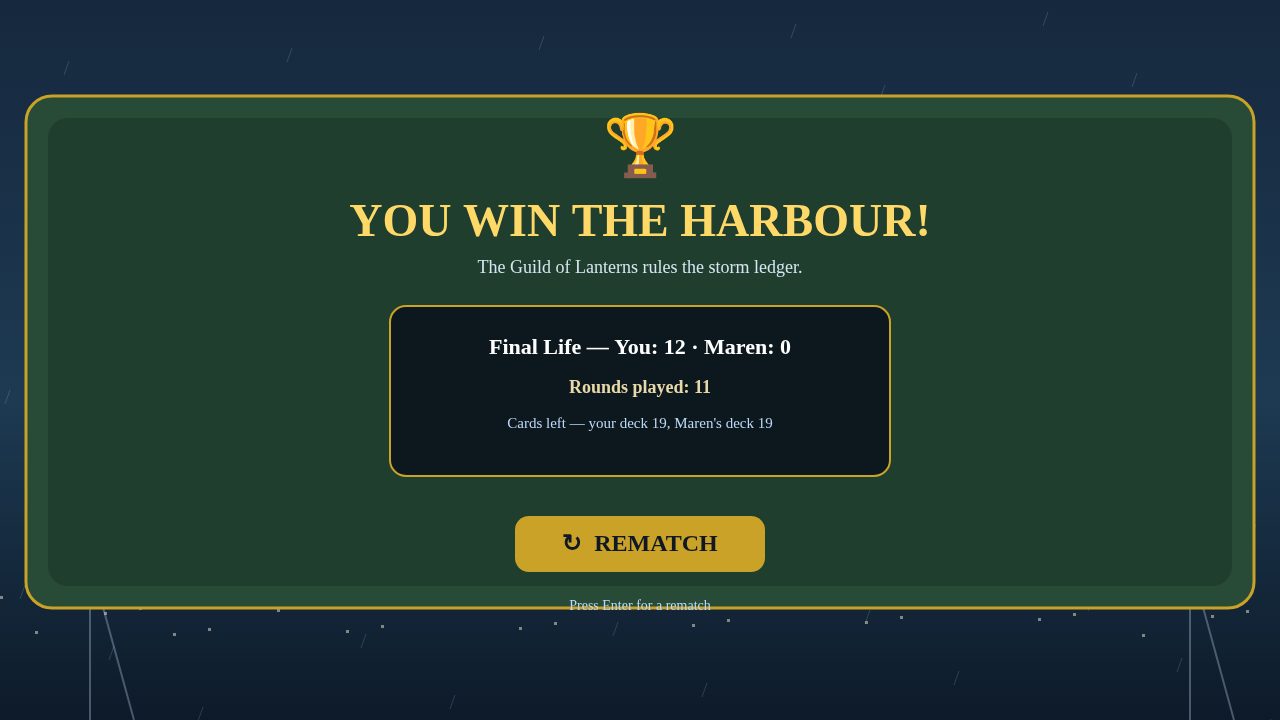 YOU WIN THE HARBOUR!
The Guild of Lanterns rules the storm ledger.
Final Life — You: 12 · Maren: 0
Rounds played: 11
Cards left — your deck 19, Maren's deck 19
↻ REMATCH
Press Enter for a rematch